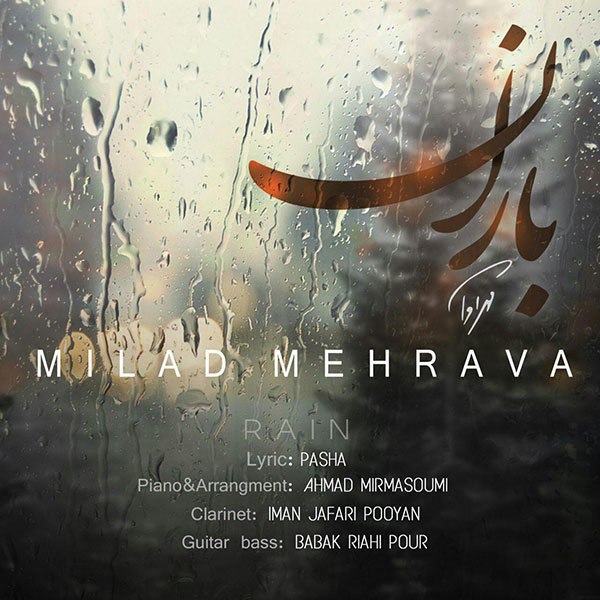 باران
مهراوا
MILAD MEHRAVA
RAIN
Lyric: PASHA
Piano&Arrangment: AHMAD MIRMASOUMI
Clarinet: IMAN JAFARI POOYAN
Guitar bass: BABAK RIAHI POUR